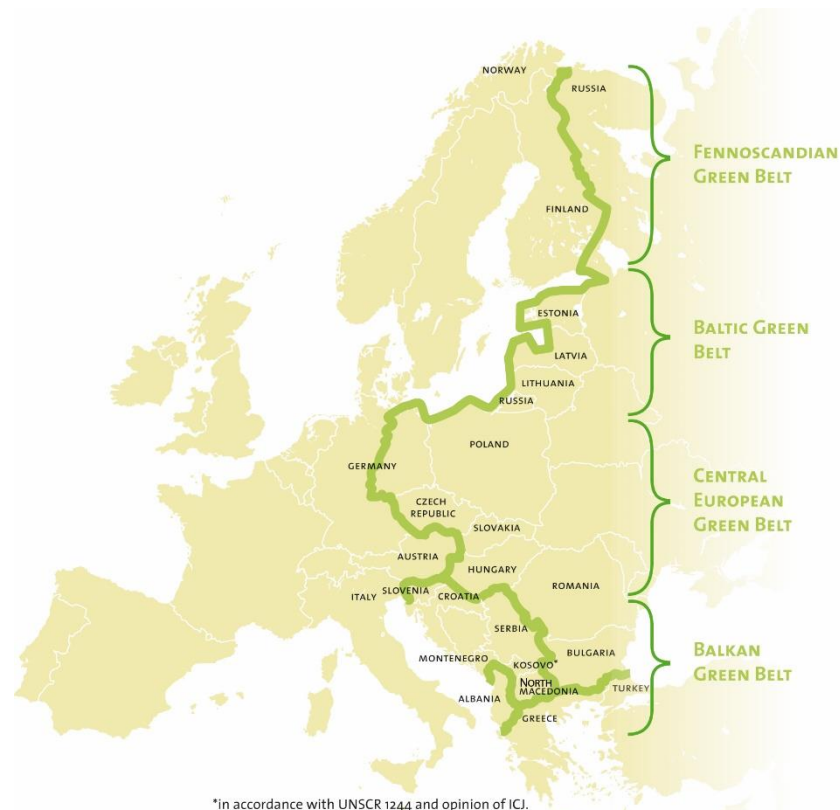 NORWAY
RUSSIA
FENNOSCANDIAN
GREEN BELT
FINLAND
ESTONIA
BALTIC GREEN
BELT
LATVIA
LITHUANIA
RUSSIA
POLAND
GERMANY
CENTRAL
EUROPEAN
GREEN BELT
CZECH
REPUBLIC
SLOVAKIA
AUSTRIA
HUNGARY
ROMANIA
ITALY
SLOVENIA
CROATIA
SERBIA
BULGARIA
BALKAN
GREEN BELT
MONTENEGRO
KOSOVO*
NORTH
MACEDONIA
TURKEY
ALBANIA
GREECE
*in accordance with UNSCR 1244 and opinion of ICJ.